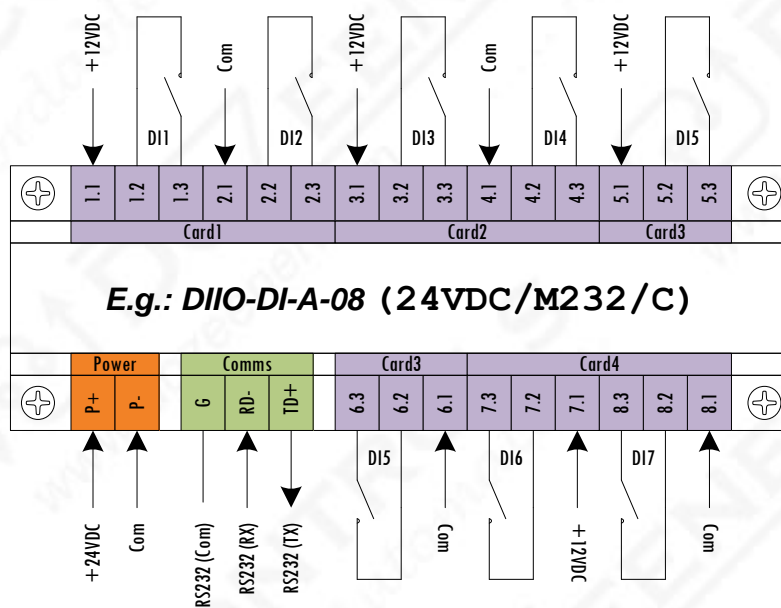 +12VDC
Com
+12VDC
Com
+12VDC
DI1
DI2
DI3
DI4
DI5
1.1 1.2 1.3 2.1 2.2 2.3 3.1 3.2 3.3 4.1 4.2 4.3 5.1 5.2 5.3
Card1 Card2 Card3
E.g.: DIIO-DI-A-08 (24VDC/M232/C)
Power Comms Card3 Card4
P+ P- G RD- TD+ 6.3 6.2 6.1 7.3 7.2 7.1 8.3 8.2 8.1
DI5
DI6
DI7
+24VDC
Com
RS232 (Com)
RS232 (RX)
RS232 (TX)
Com
+12VDC
Com